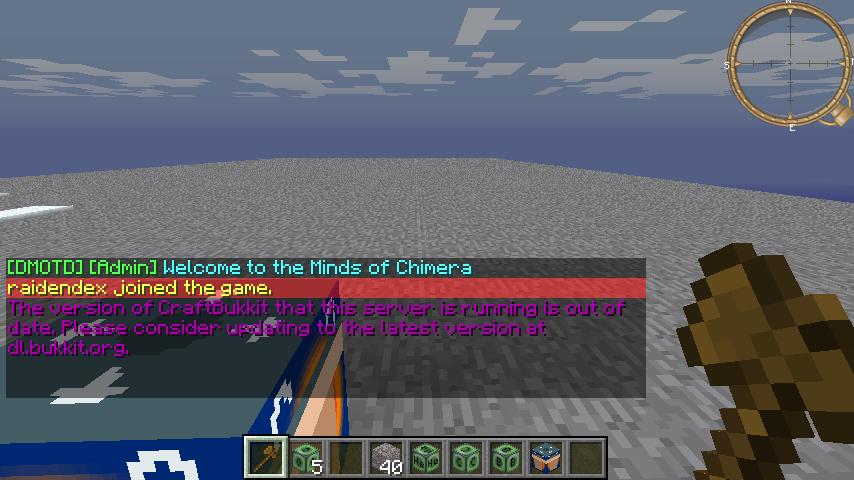 S
E
[DMOTD] [Admin] Welcome to the Minds of Chimera
raidendex joined the game.
The version of CraftBukkit that this server is running is out of
date. Please consider updating to the latest version at
dl.bukkit.org.
5
40
He He
C C
B B